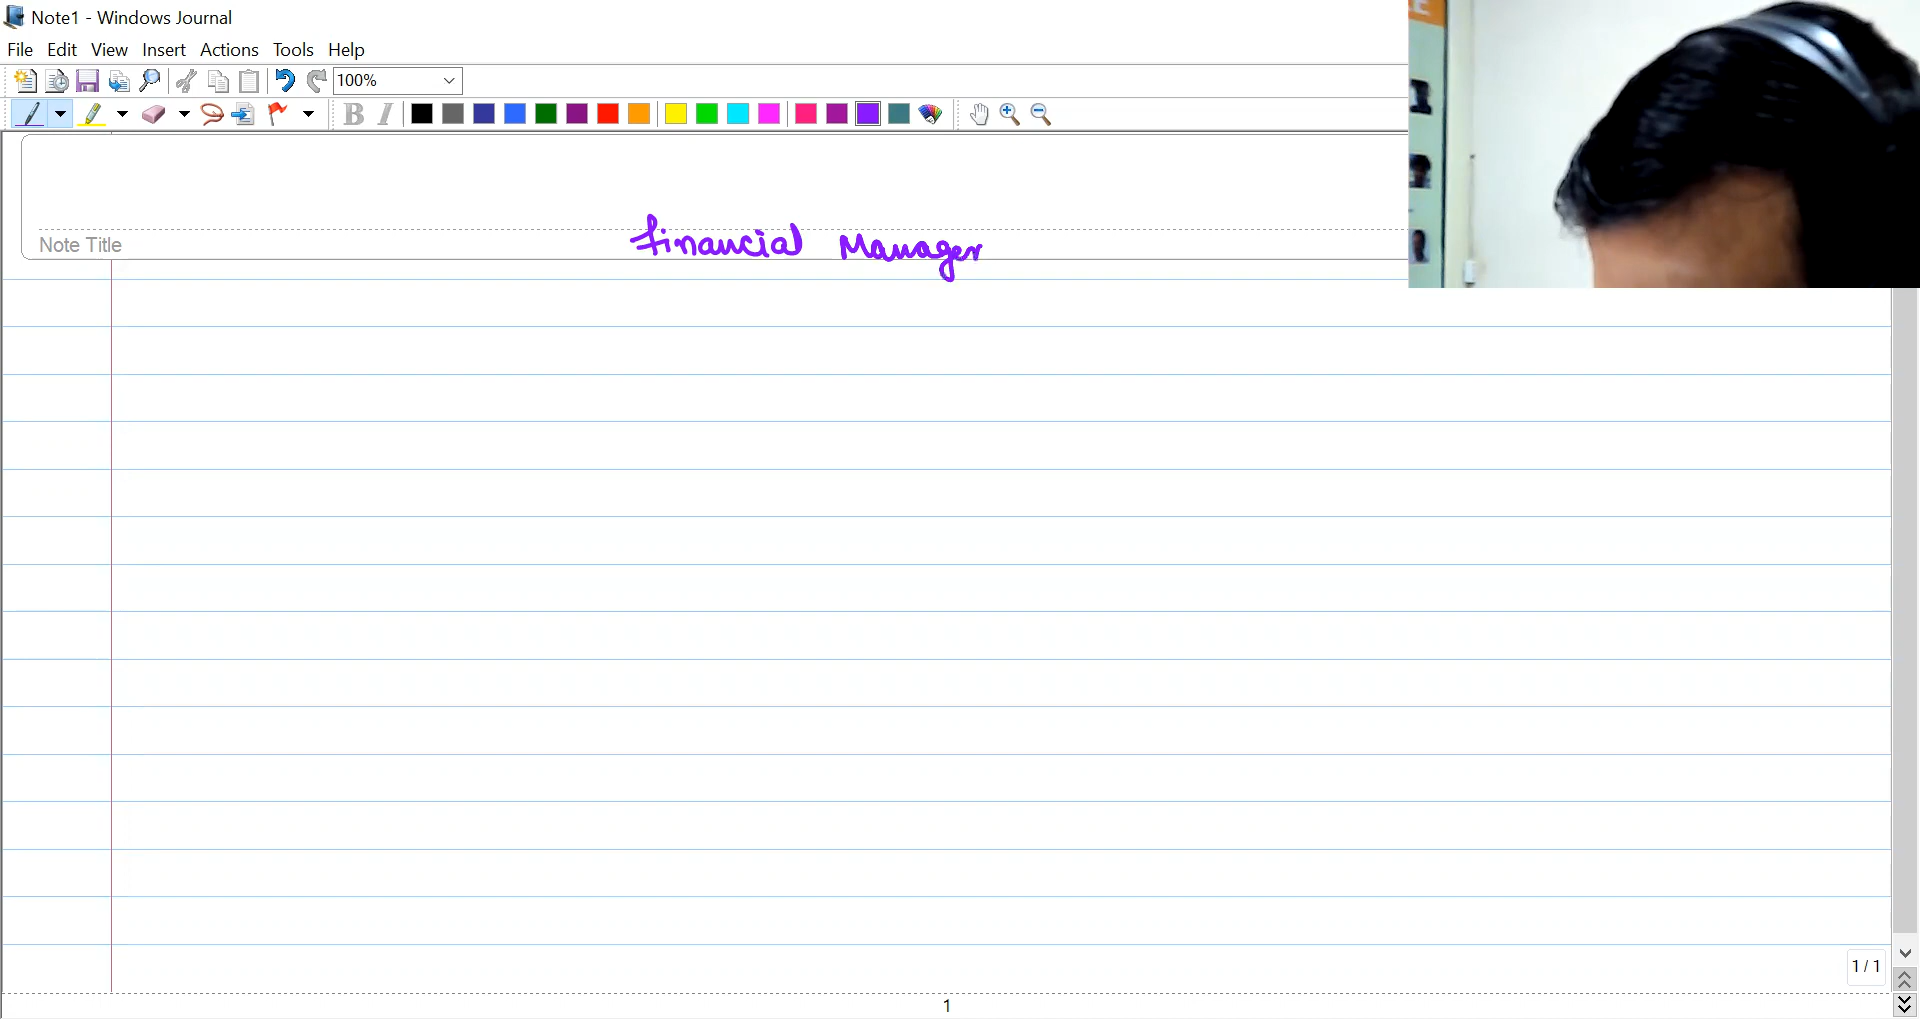 Note1 - Windows Journal
File Edit View Insert Actions Tools Help
100%
B I
Note Title
Financial Manager
1 / 1
1